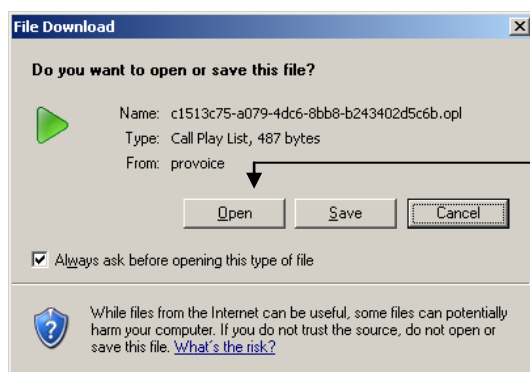 File Download
Do you want to open or save this file?
Name: c1513c75-a079-4dc6-8bb8-b243402d5c6b.opl
Type: Call Play List, 487 bytes
From: provoice
Open Save Cancel
Always ask before opening this type of file
While files from the Internet can be useful, some files can potentially
harm your computer. If you do not trust the source, do not open or
save this file. What's the risk?